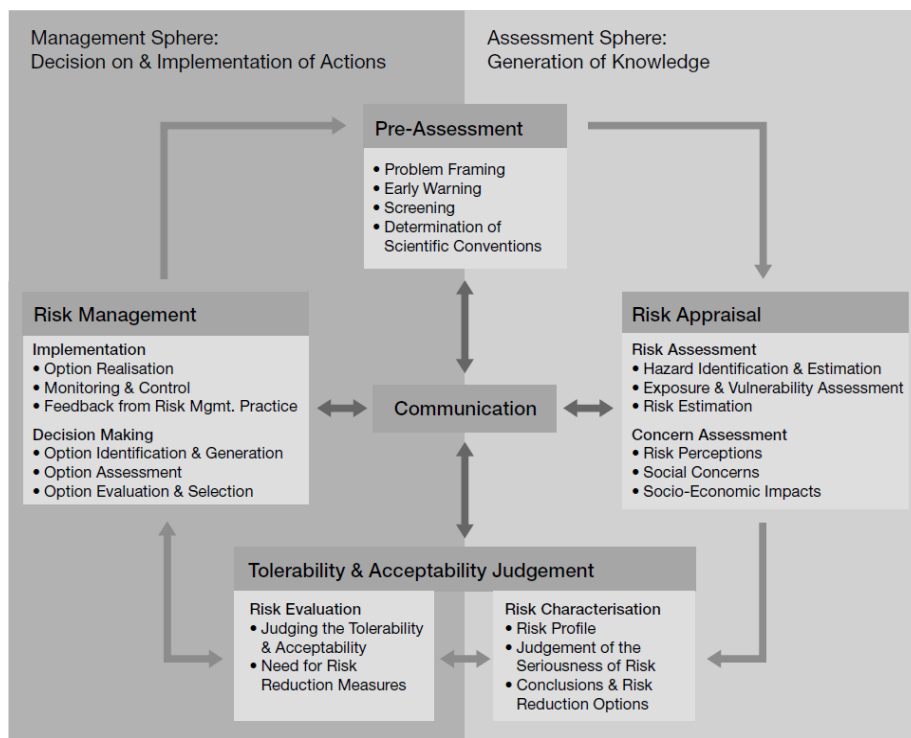 Management Sphere:
Decision on & Implementation of Actions
Assessment Sphere:
Generation of Knowledge
Pre-Assessment
• Problem Framing
• Early Warning
• Screening
• Determination of
Scientific Conventions
Risk Management
Implementation
• Option Realisation
• Monitoring & Control
• Feedback from Risk Mgmt. Practice
Decision Making
• Option Identification & Generation
• Option Assessment
• Option Evaluation & Selection
Communication
Risk Appraisal
Risk Assessment
• Hazard Identification & Estimation
• Exposure & Vulnerability Assessment
• Risk Estimation
Concern Assessment
• Risk Perceptions
• Social Concerns
• Socio-Economic Impacts
Tolerability & Acceptability Judgement
Risk Evaluation
• Judging the Tolerability
& Acceptability
• Need for Risk
Reduction Measures
Risk Characterisation
• Risk Profile
• Judgement of the
Seriousness of Risk
• Conclusions & Risk
Reduction Options